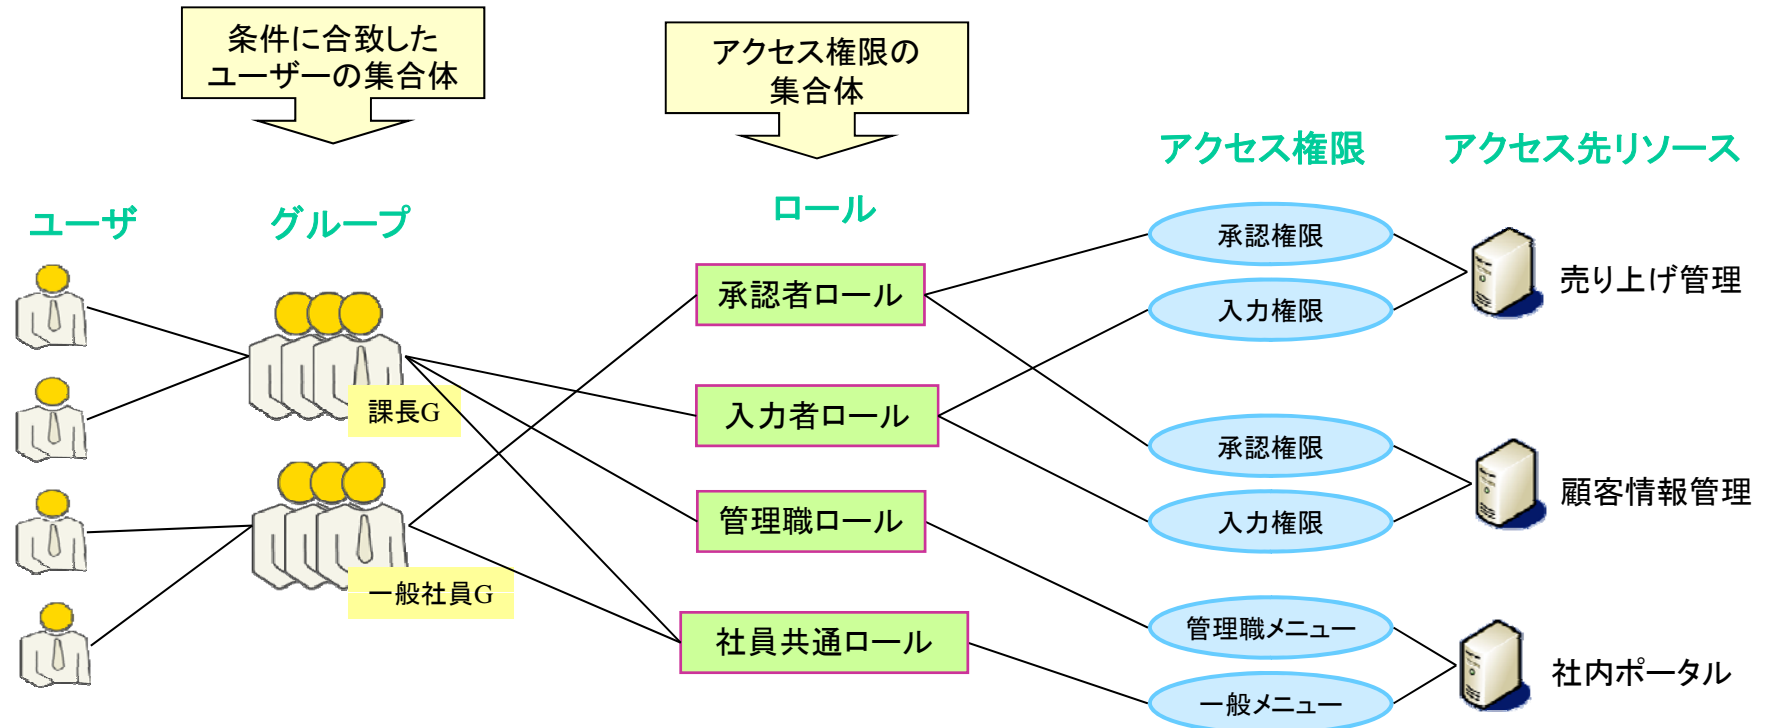 条件に合致した
ユーザーの集合体
アクセス権限の
集合体
アクセス権限
アクセス先リソース
ユーザ
グループ
ロール
承認権限
承認者ロール
売り上げ管理
入力権限
課長G
入力者ロール
承認権限
顧客情報管理
管理職ロール
入力権限
一般社員G
社員共通ロール
管理職メニュー
社内ポータル
一般メニュー